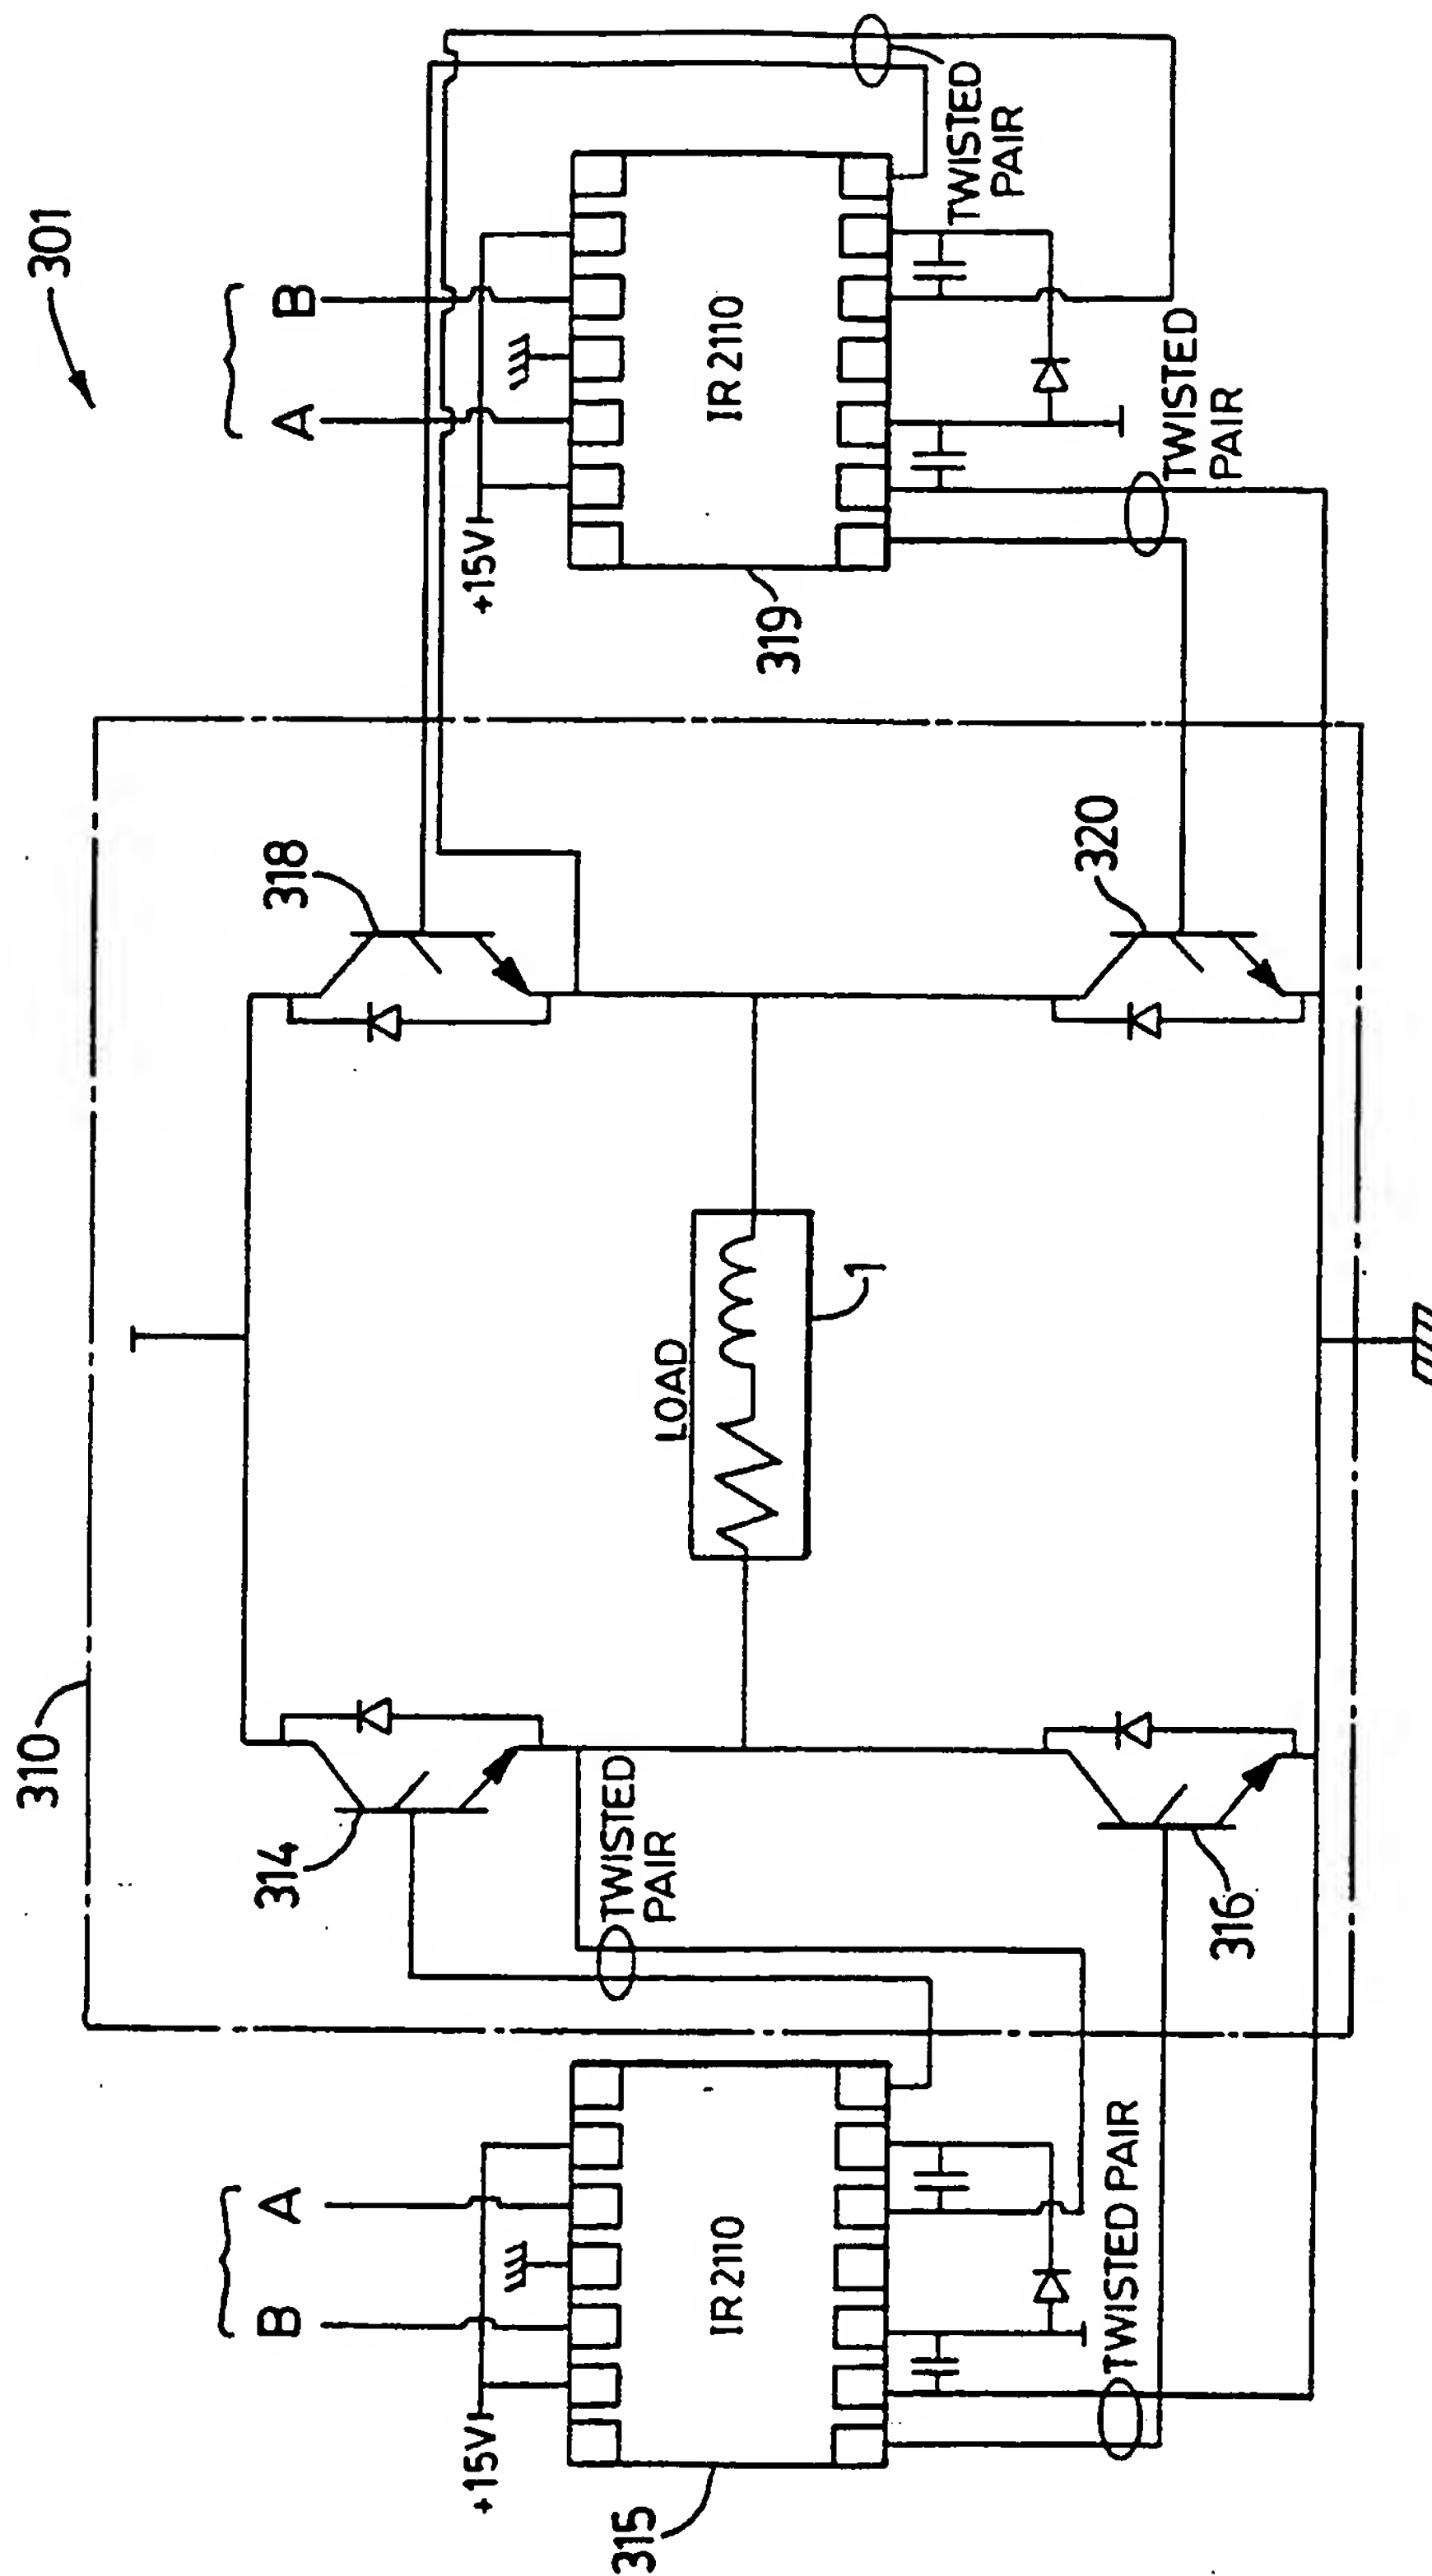 310
301
B A
314
318
A B
+15V
+15V
TWISTED
PAIR
LOAD
315
IR2110
1
319
IR2110
TWISTED
PAIR
TWISTED PAIR
316
320
TWISTED
PAIR